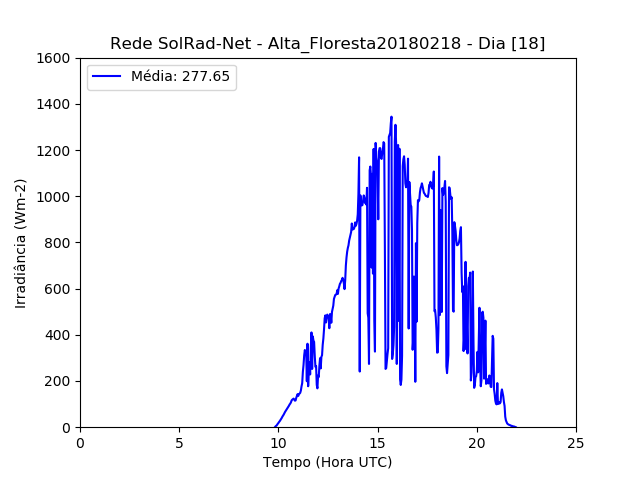 Rede SolRad-Net - Alta_Floresta20180218 - Dia [18]
Média: 277.65
Irradiância (Wm-2)
1600
1400
1200
1000
800
600
400
200
0
0 5 10 15 20 25
Tempo (Hora UTC)